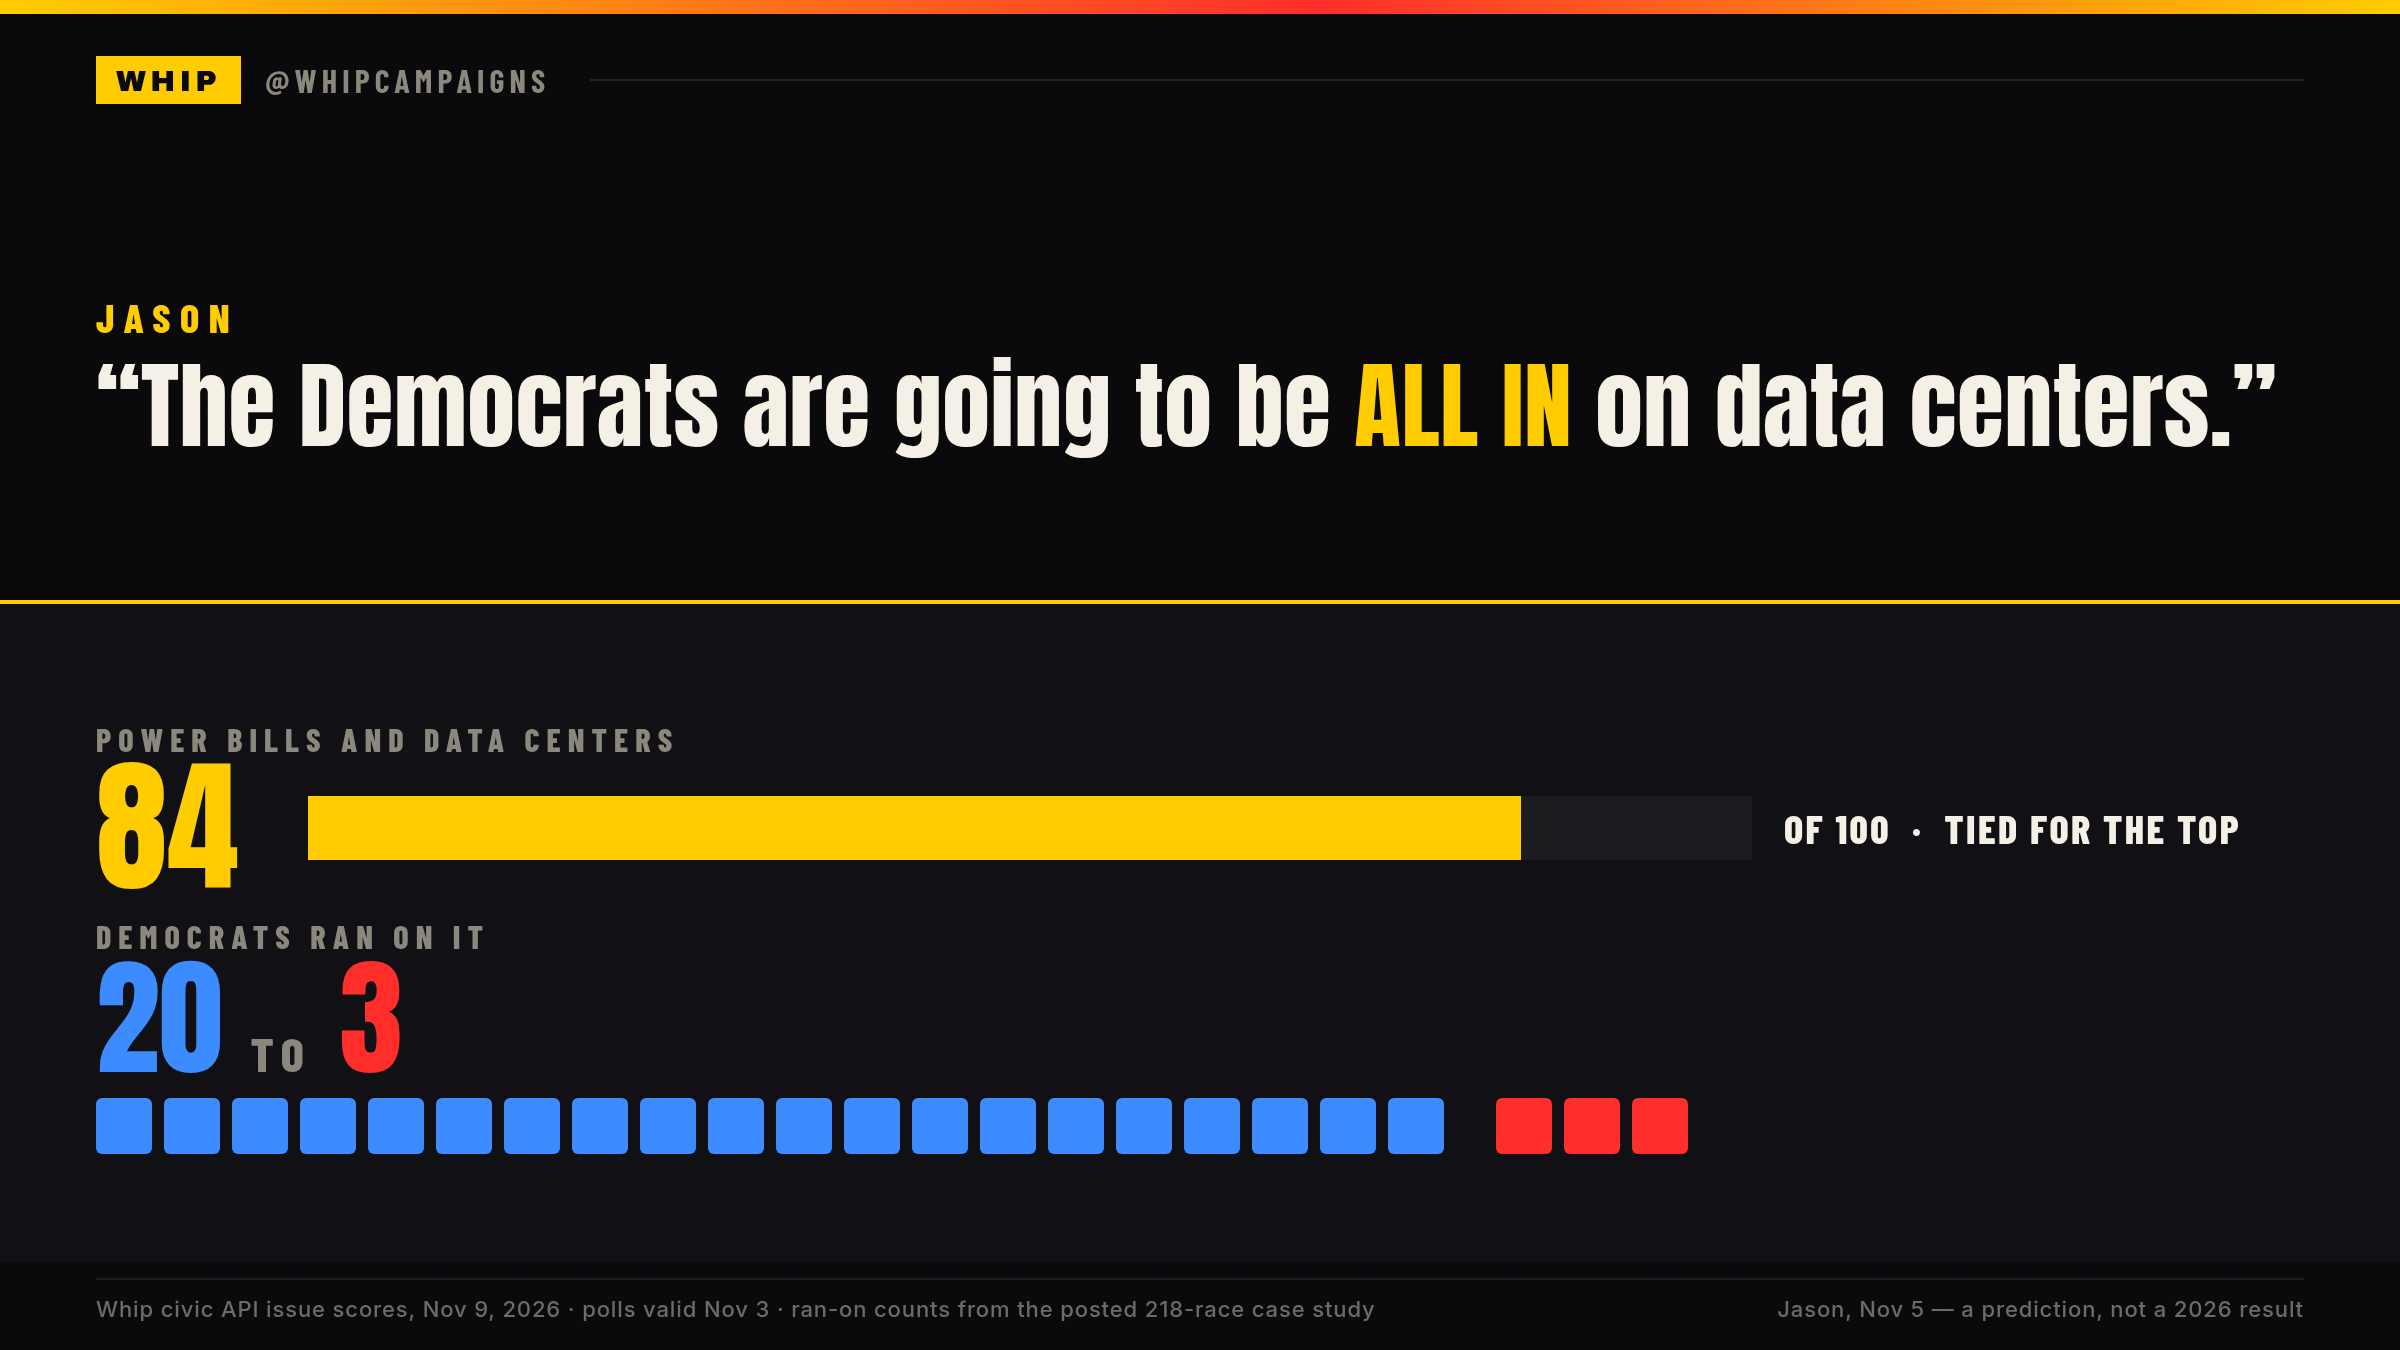 WHIP @WHIPCAMPAIGNS
JASON
“The Democrats are going to be ALL IN on data centers.”
POWER BILLS AND DATA CENTERS
84 OF 100 · TIED FOR THE TOP
DEMOCRATS RAN ON IT
20 TO 3
Whip civic API issue scores, Nov 9, 2026 · polls valid Nov 3 · ran-on counts from the posted 218-race case study
Jason, Nov 5 — a prediction, not a 2026 result